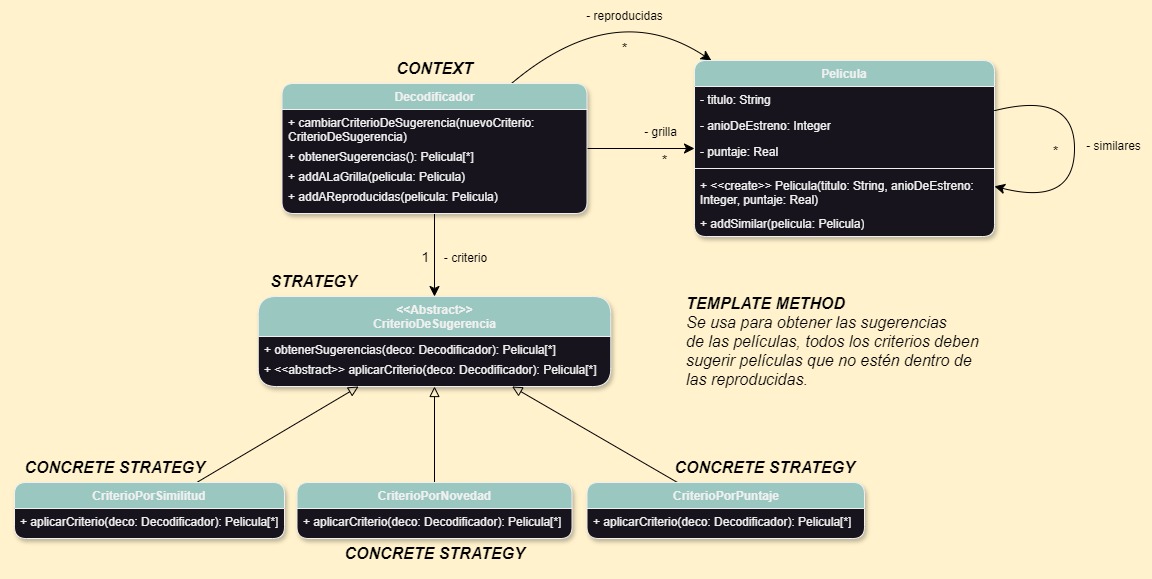 - reproducidas
*
CONTEXT
Decodificador
+ cambiarCriterioDeSugerencia(nuevoCriterio:
CriterioDeSugerencia)
+ obtenerSugerencias(): Pelicula[*]
+ addALaGrilla(pelicula: Pelicula)
+ addAReproducidas(pelicula: Pelicula)
- grilla
*
Pelicula
- titulo: String
- anioDeEstreno: Integer
- puntaje: Real
+ <<create>> Pelicula(titulo: String, anioDeEstreno:
Integer, puntaje: Real)
+ addSimilar(pelicula: Pelicula)
*
- similares
1
- criterio
STRATEGY
<<Abstract>>
CriterioDeSugerencia
+ obtenerSugerencias(deco: Decodificador): Pelicula[*]
+ <<abstract>> aplicarCriterio(deco: Decodificador): Pelicula[*]
TEMPLATE METHOD
Se usa para obtener las sugerencias
de las películas, todos los criterios deben
sugerir películas que no estén dentro de
las reproducidas.
CONCRETE STRATEGY
CriterioPorSimilitud
+ aplicarCriterio(deco: Decodificador): Pelicula[*]
CriterioPorNovedad
+ aplicarCriterio(deco: Decodificador): Pelicula[*]
CONCRETE STRATEGY
CONCRETE STRATEGY
CriterioPorPuntaje
+ aplicarCriterio(deco: Decodificador): Pelicula[*]